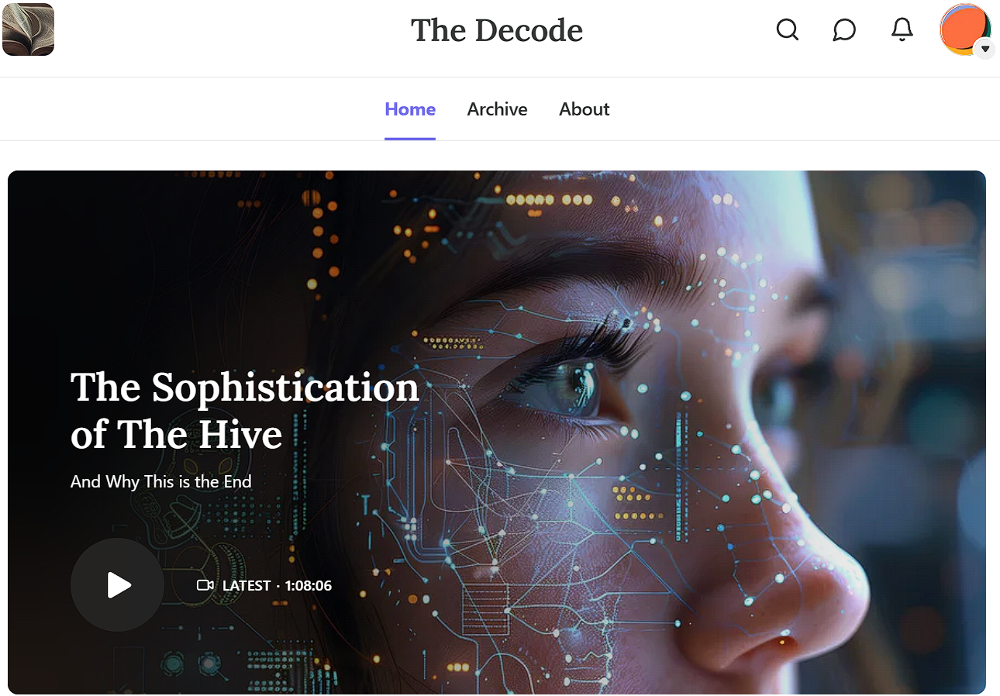 The Decode
Home Archive About
The Sophistication
of The Hive
And Why This is the End
LATEST · 1:08:06